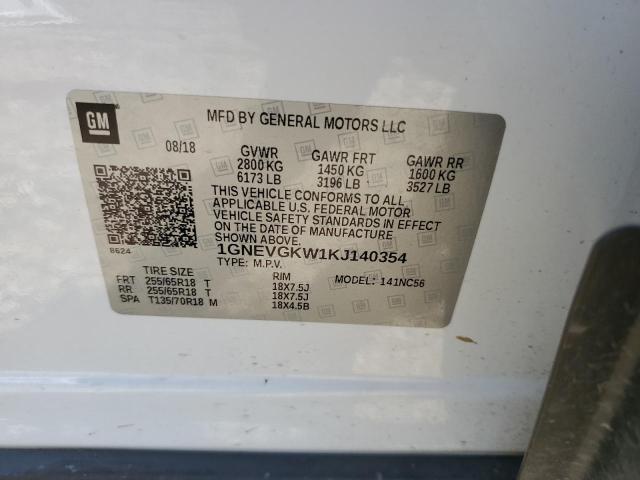 GM
MFD BY GENERAL MOTORS LLC
08/18
GVWR GAWR FRT GAWR RR
2800 KG 1450 KG 1600 KG
6173 LB 3196 LB 3527 LB
THIS VEHICLE CONFORMS TO ALL
APPLICABLE U.S. FEDERAL MOTOR
VEHICLE SAFETY STANDARDS IN EFFECT
ON THE DATE OF MANUFACTURE
SHOWN ABOVE.
8624
1GNEVGKW1KJ140354
TYPE: M.P.V. MODEL: 141NC56
TIRE SIZE RIM
FRT 255/65R18 T 18X7.5J
RR 255/65R18 T 18X7.5J
SPA T135/70R18 M 18X4.5B